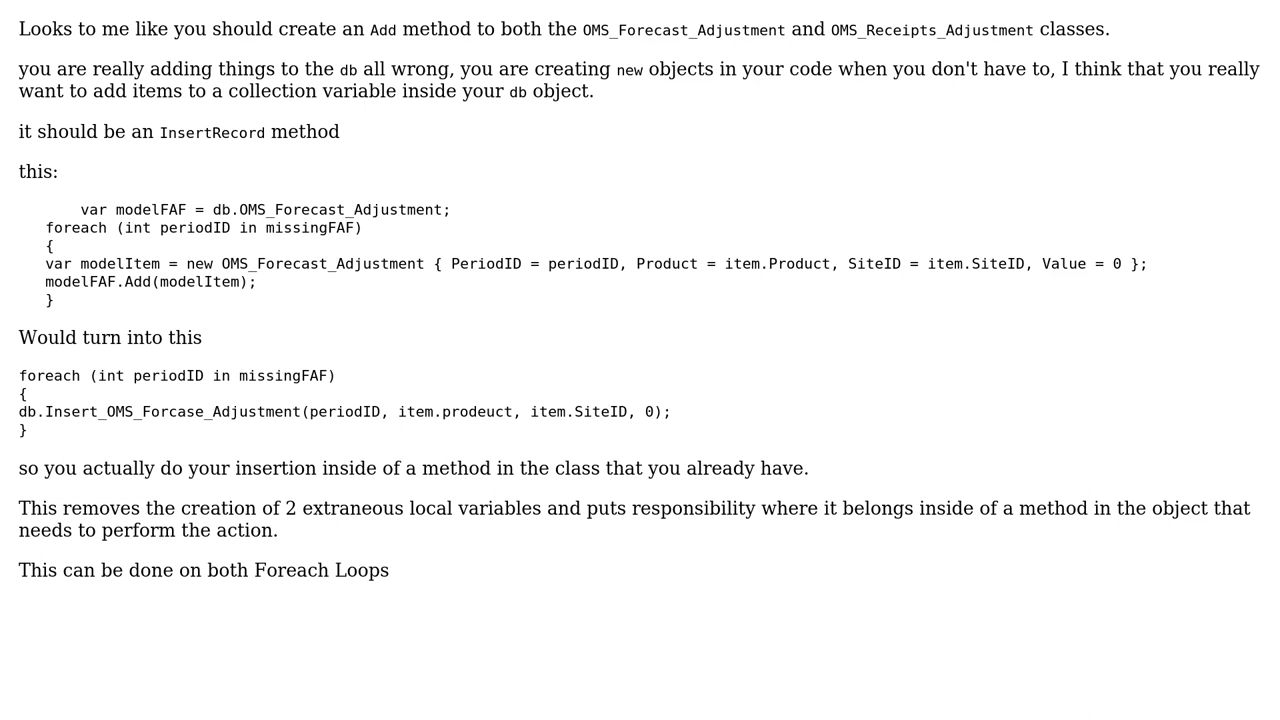 Looks to me like you should create an Add method to both the OMS_Forecast_Adjustment and OMS_Receipts_Adjustment classes.
you are really adding things to the db all wrong, you are creating new objects in your code when you don't have to, I think that you really
want to add items to a collection variable inside your db object.
it should be an InsertRecord method
this:
var modelFAF = db.OMS_Forecast_Adjustment;
foreach (int periodID in missingFAF)
{
var modelItem = new OMS_Forecast_Adjustment { PeriodID = periodID, Product = item.Product, SiteID = item.SiteID, Value = 0 };
modelFAF.Add(modelItem);
}
Would turn into this
foreach (int periodID in missingFAF)
{
db.Insert_OMS_Forcase_Adjustment(periodID, item.prodeuct, item.SiteID, 0);
}
so you actually do your insertion inside of a method in the class that you already have.
This removes the creation of 2 extraneous local variables and puts responsibility where it belongs inside of a method in the object that
needs to perform the action.
This can be done on both Foreach Loops